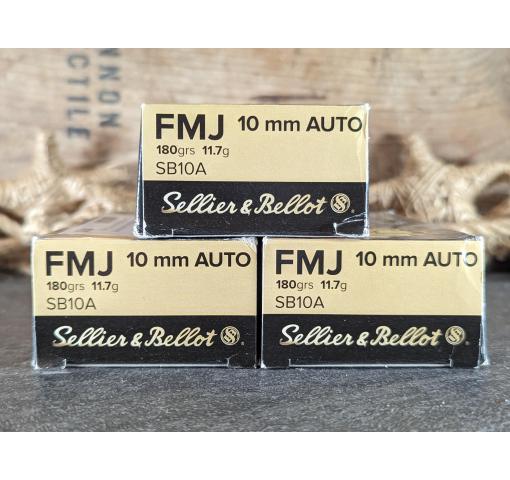 CTILE
FMJ 10 mm AUTO
180grs 11.7g
SB10A
Sellier & Bellot
FMJ 10 mm AUTO
180grs 11.7g
SB10A
Sellier & Bellot
FMJ 10 mm AUTO
180grs 11.7g
SB10A
Sellier & Bellot